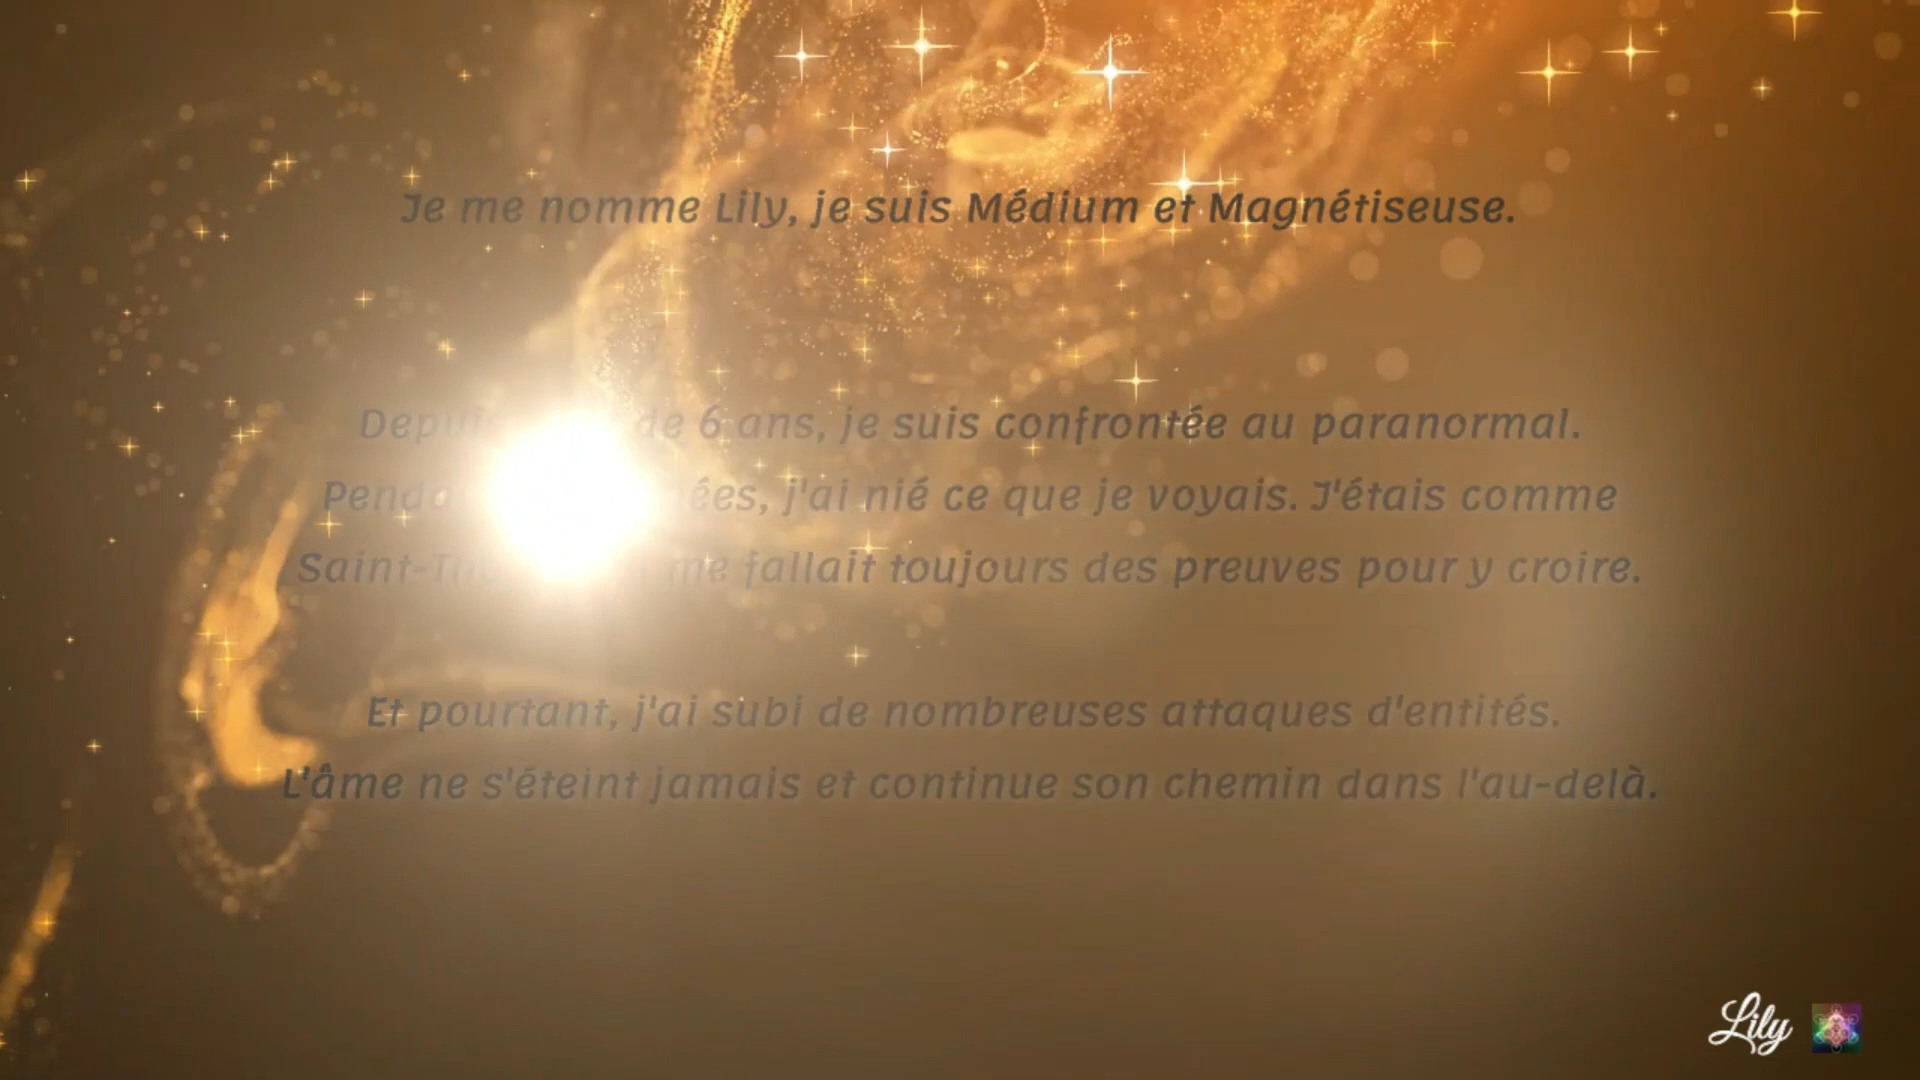 Je me nomme Lily, je suis Médium et Magnétiseuse.
Depuis de 6 ans, je suis confrontée au paranormal.
j'ai nié ce que je voyais. J'étais comme
me fallait toujours des preuves pour y croire.
Et pourtant, j'ai subi de nombreuses attaques d'entités.
L'âme ne s'éteint jamais et continue son chemin dans l'au-delà.
Lily